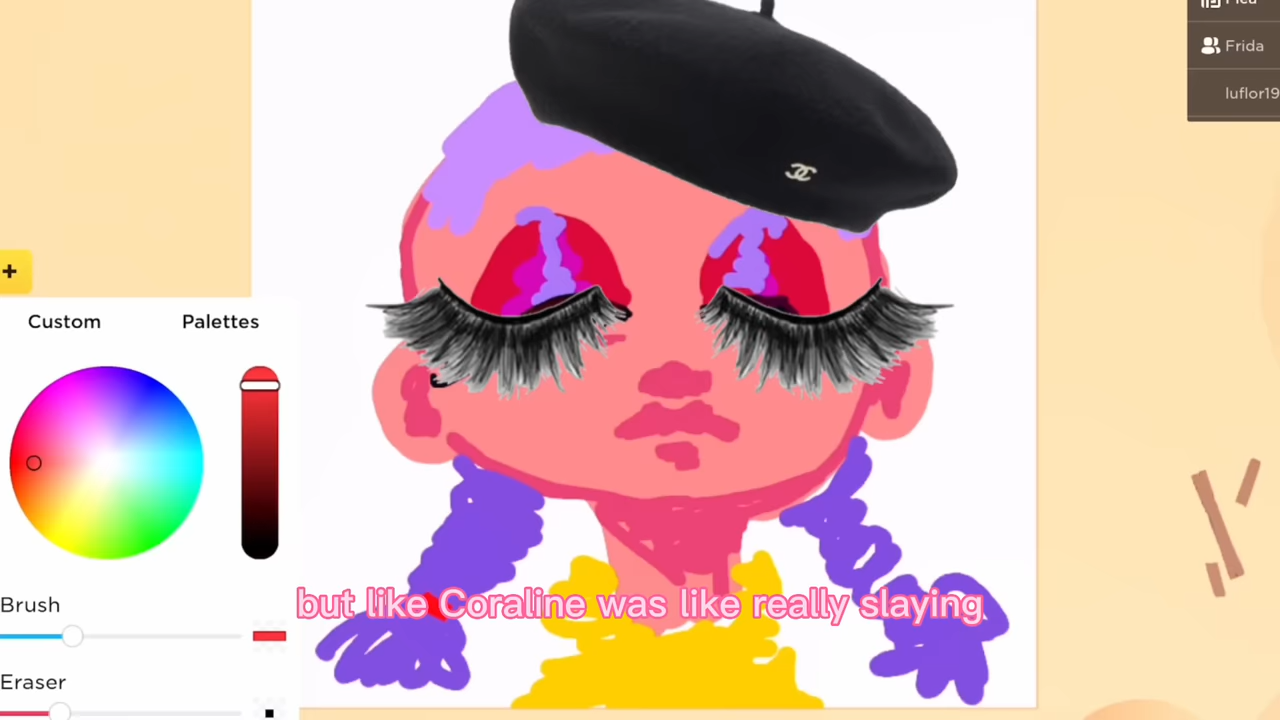 Frida
luflor19
Custom
Palettes
but like Coraline was like really slaying
Brush
Eraser